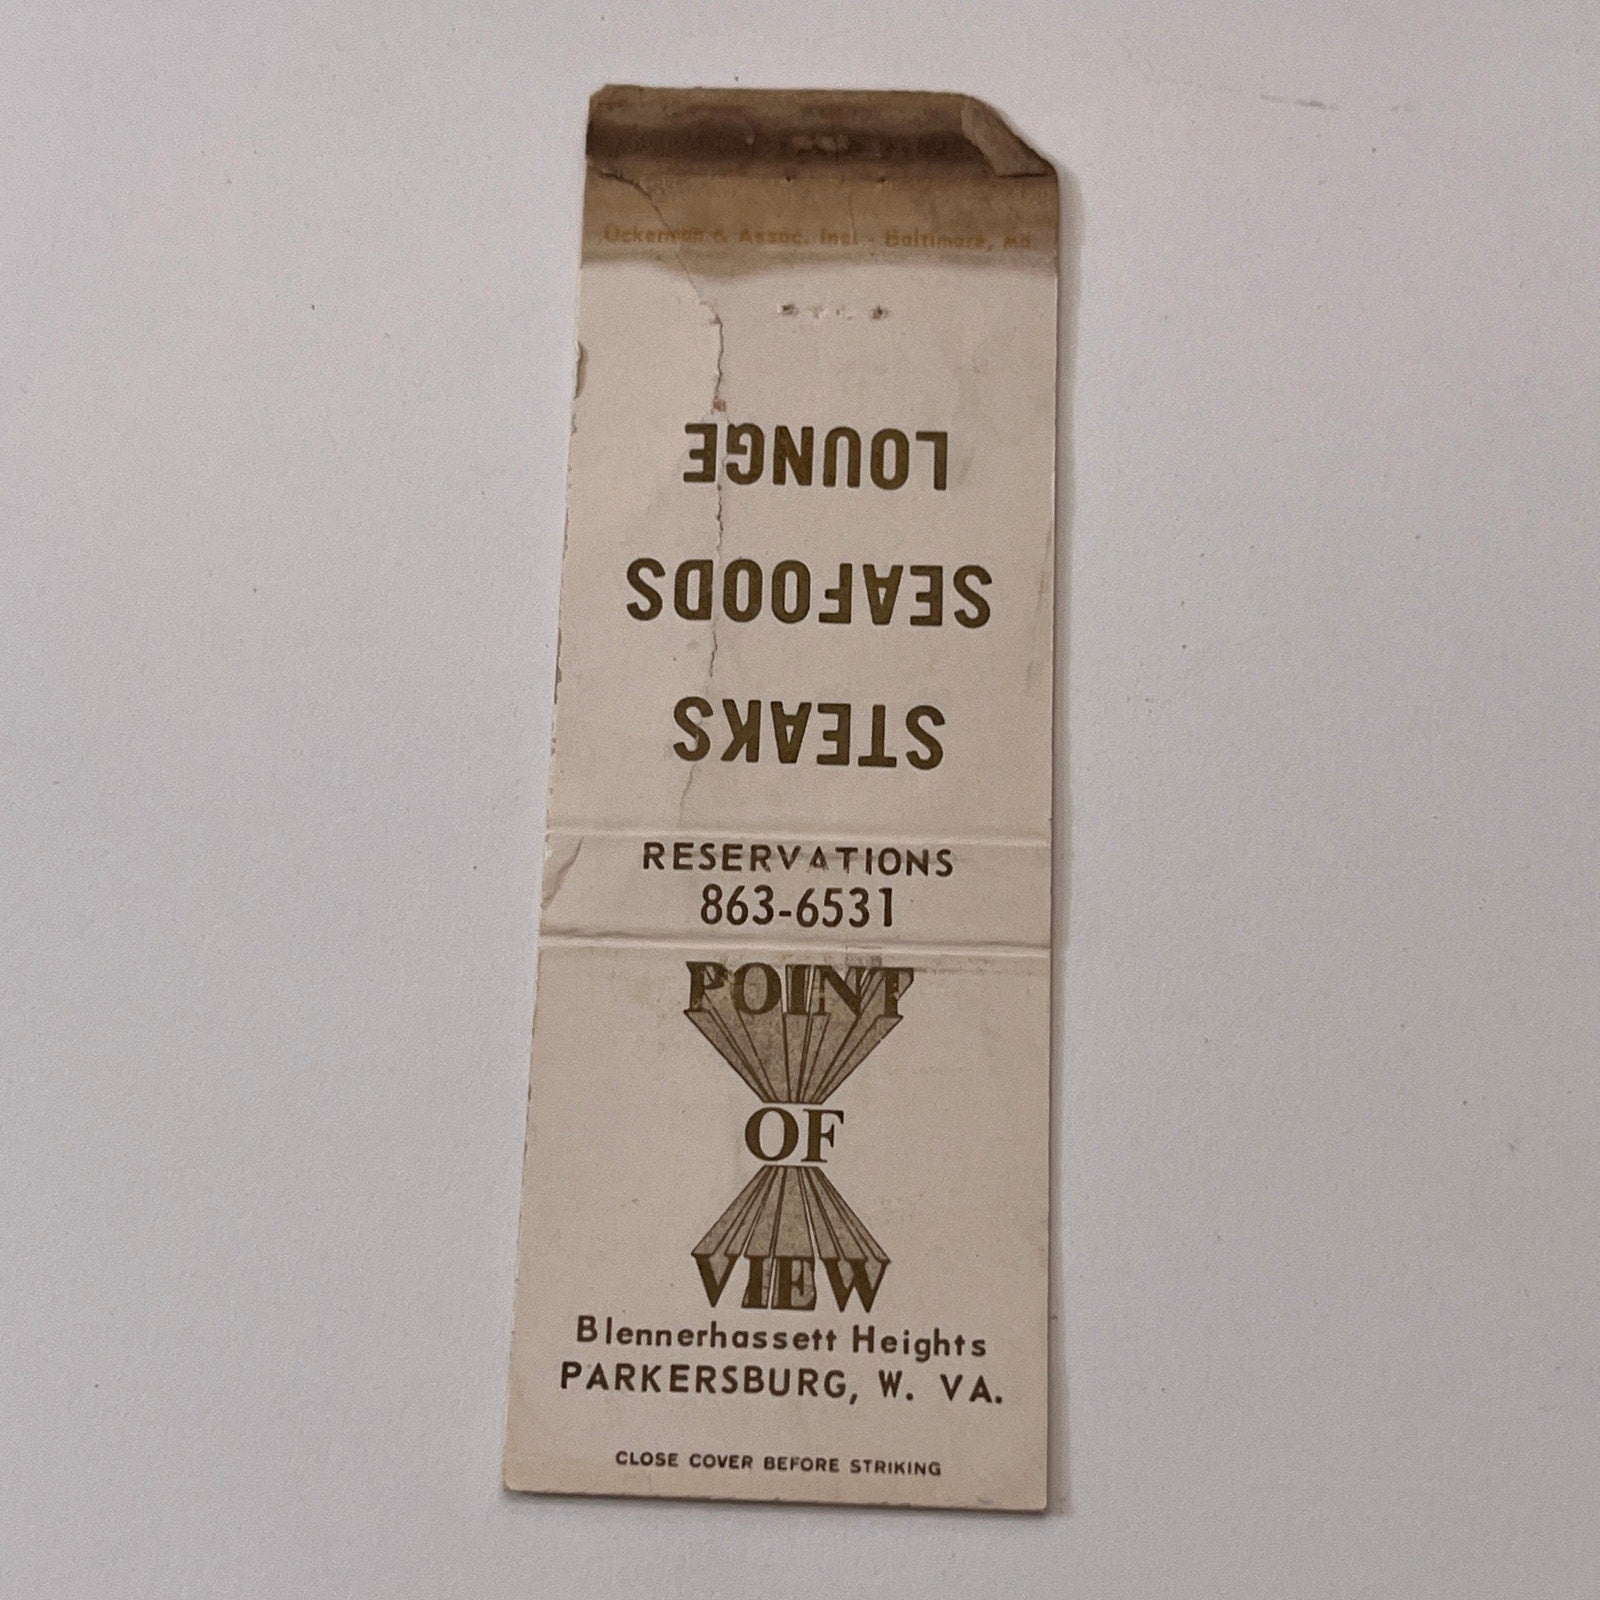 Ockerman & Assoc. Inc. - Baltimore, Md.
LOUNGE
SEAFOODS
STEAKS
RESERVATIONS
863-6531
POINT
OF
VIEW
Blennerhassett Heights
PARKERSBURG, W. VA.
CLOSE COVER BEFORE STRIKING